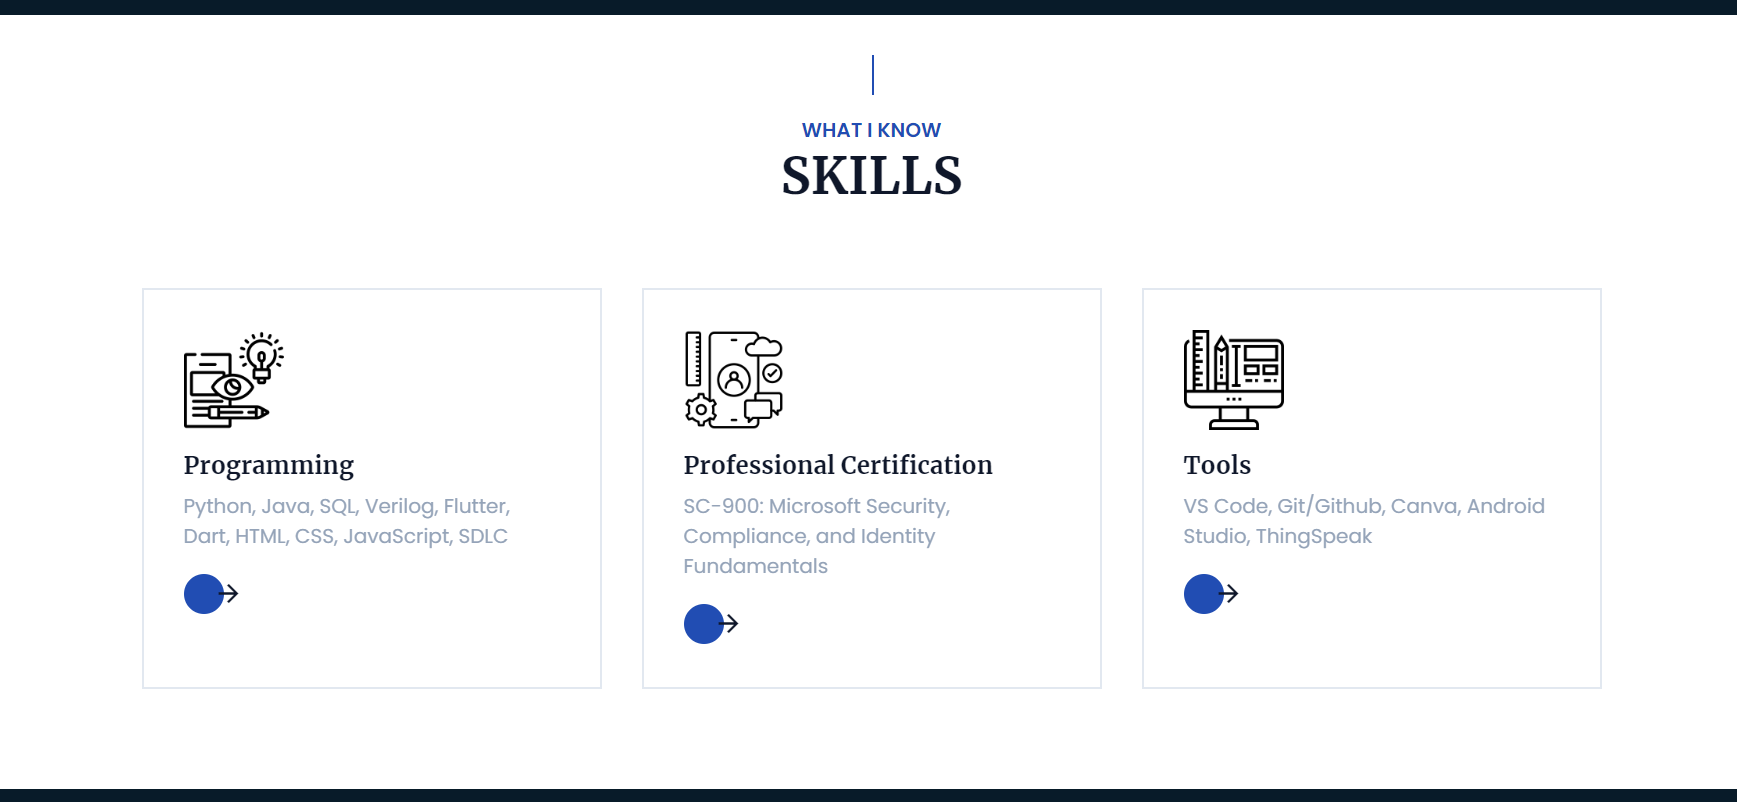 WHAT I KNOW
SKILLS
Programming
Python, Java, SQL, Verilog, Flutter,
Dart, HTML, CSS, JavaScript, SDLC
Professional Certification
SC-900: Microsoft Security,
Compliance, and Identity
Fundamentals
Tools
VS Code, Git/Github, Canva, Android
Studio, ThingSpeak